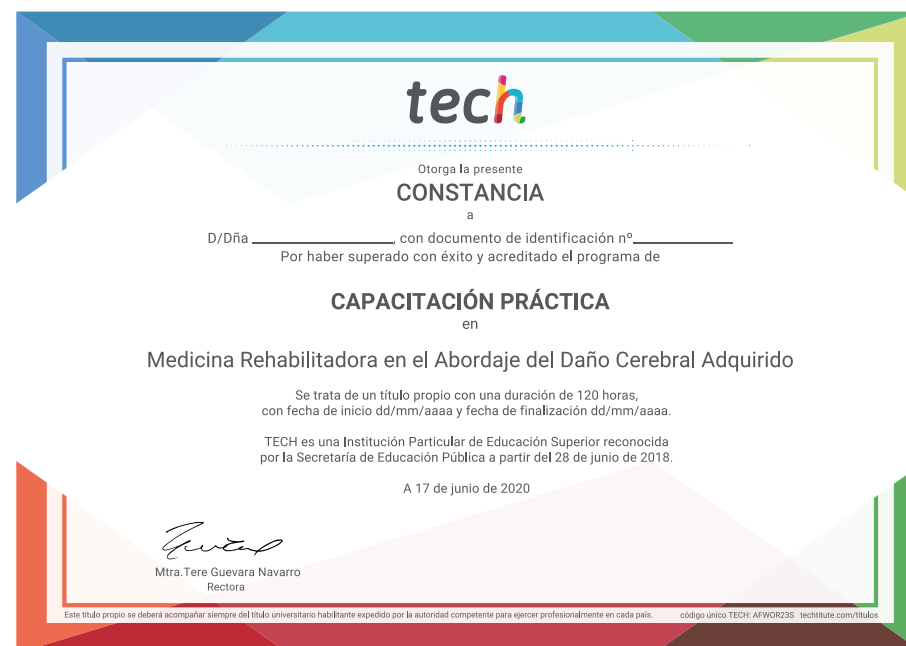 tech
Otorga la presente
CONSTANCIA
a
D/Dña ____________________, con documento de identificación nº______________
Por haber superado con éxito y acreditado el programa de
CAPACITACIÓN PRÁCTICA
en
Medicina Rehabilitadora en el Abordaje del Daño Cerebral Adquirido
Se trata de un título propio con una duración de 120 horas,
con fecha de inicio dd/mm/aaaa y fecha de finalización dd/mm/aaaa.
TECH es una Institución Particular de Educación Superior reconocida
por la Secretaría de Educación Pública a partir del 28 de junio de 2018.
A 17 de junio de 2020
Mtra.Tere Guevara Navarro
Rectora
Este título propio se deberá acompañar siempre del título universitario habilitante expedido por la autoridad competente para ejercer profesionalmente en cada país. código único TECH: AFWOR23S techtitute.com/titulos